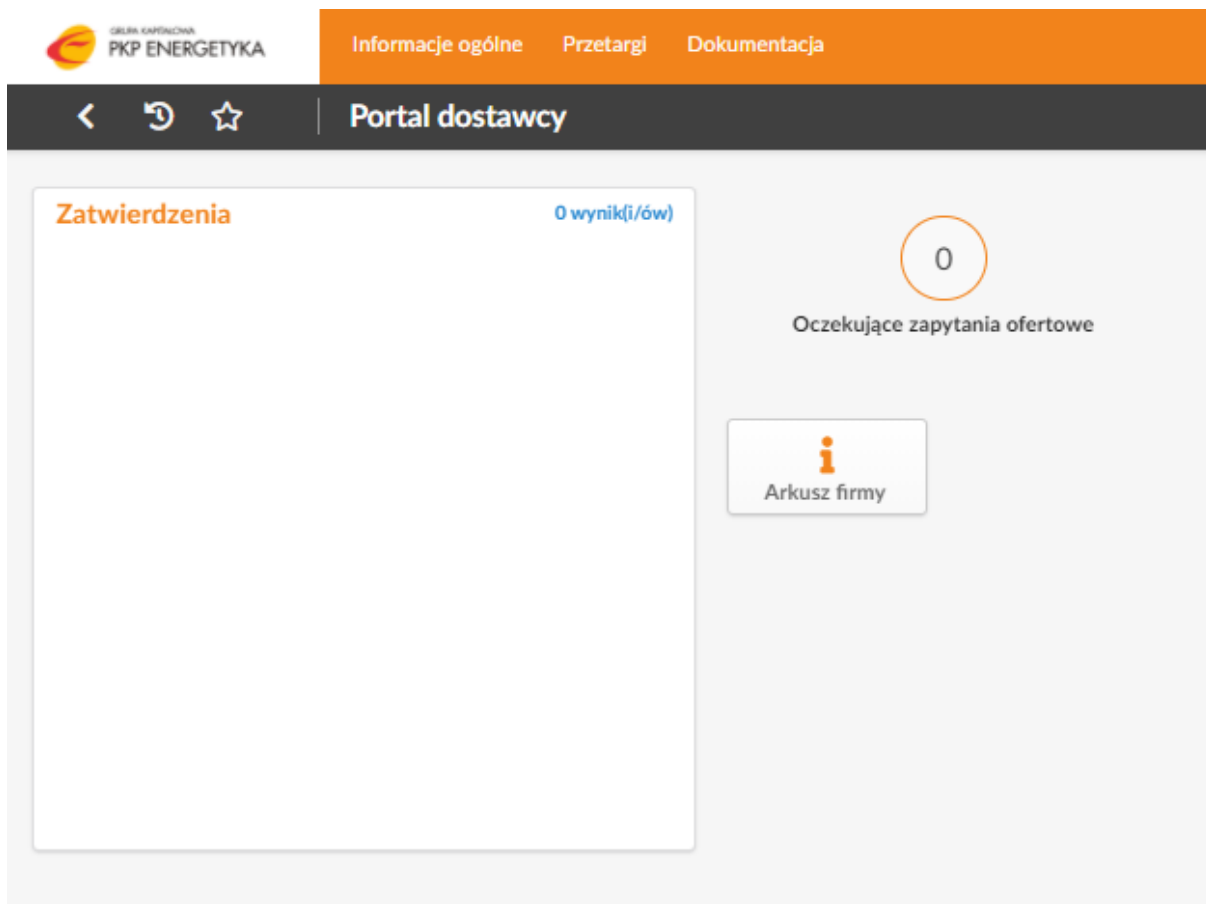 GRUPA KAPITAŁOWA
PKP ENERGETYKA
Informacje ogólne Przetargi Dokumentacja
Portal dostawcy
Zatwierdzenia 0 wynik(i/ów)
0
Oczekujące zapytania ofertowe
Arkusz firmy